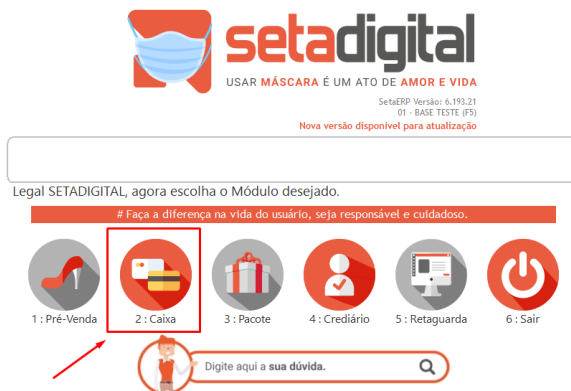 setadigital
USAR MÁSCARA É UM ATO DE AMOR E VIDA
SetaERP Versão: 6.193.21
01 - BASE TESTE (F5)
Nova versão disponível para atualização
Legal SETADIGITAL, agora escolha o Módulo desejado.
# Faça a diferença na vida do usuário, seja responsável e cuidadoso.
1 : Pré-Venda
2 : Caixa
3 : Pacote
4 : Crediário
5 : Retaguarda
6 : Sair
Digite aqui a sua dúvida.